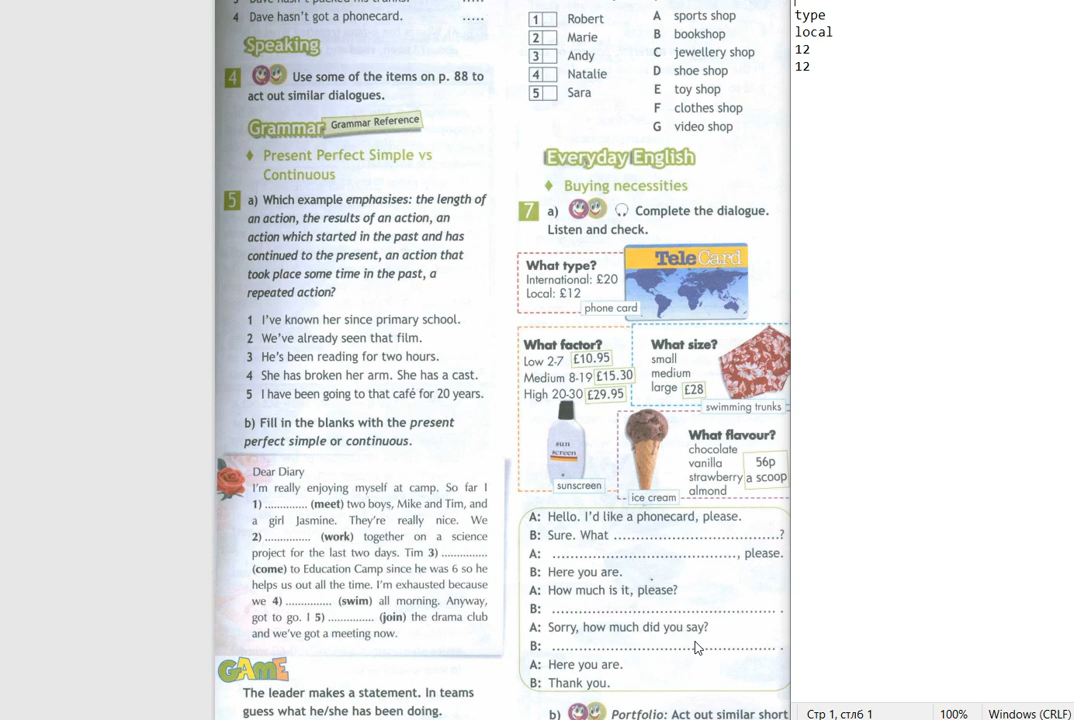 4 Dave hasn't got a phonecard. .....
Speaking
4 Use some of the items on p. 88 to
act out similar dialogues.
Grammar Grammar Reference
♦ Present Perfect Simple vs
Continuous
5 a) Which example emphasises: the length of
an action, the results of an action, an
action which started in the past and has
continued to the present, an action that
took place some time in the past, a
repeated action?
1 I've known her since primary school.
2 We've already seen that film.
3 He's been reading for two hours.
4 She has broken her arm. She has a cast.
5 I have been going to that café for 20 years.
b) Fill in the blanks with the present
perfect simple or continuous.
Dear Diary
I'm really enjoying myself at camp. So far I
1) ............. (meet) two boys, Mike and Tim, and
a girl Jasmine. They're really nice. We
2) .............. (work) together on a science
project for the last two days. Tim 3) ..............
(come) to Education Camp since he was 6 so he
helps us out all the time. I'm exhausted because
we 4) .............. (swim) all morning. Anyway,
got to go. I 5) .............. (join) the drama club
and we've got a meeting now.
GAME
The leader makes a statement. In teams
guess what he/she has been doing.
1 Robert A sports shop
2 Marie B bookshop
3 Andy C jewellery shop
4 Natalie D shoe shop
5 Sara E toy shop
F clothes shop
G video shop
Everyday English
♦ Buying necessities
7 a) Complete the dialogue.
Listen and check.
What type?
International: £20
Local: £12
phone card
TeleCard
What factor?
Low 2-7 £10.95
Medium 8-19 £15.30
High 20-30 £29.95
sun
screen
sunscreen
What size?
small
medium
large £28
swimming trunks
What flavour?
chocolate
vanilla 56p
strawberry a scoop
almond
ice cream
A: Hello. I'd like a phonecard, please.
B: Sure. What ........................................?
A: ............................................, please.
B: Here you are.
A: How much is it, please?
B: ..................................................... .
A: Sorry, how much did you say?
B: ..................................................... .
A: Here you are.
B: Thank you.
b) Portfolio: Act out similar short
type
local
12
12
Стр 1, стлб 1 100% Windows (CRLF)